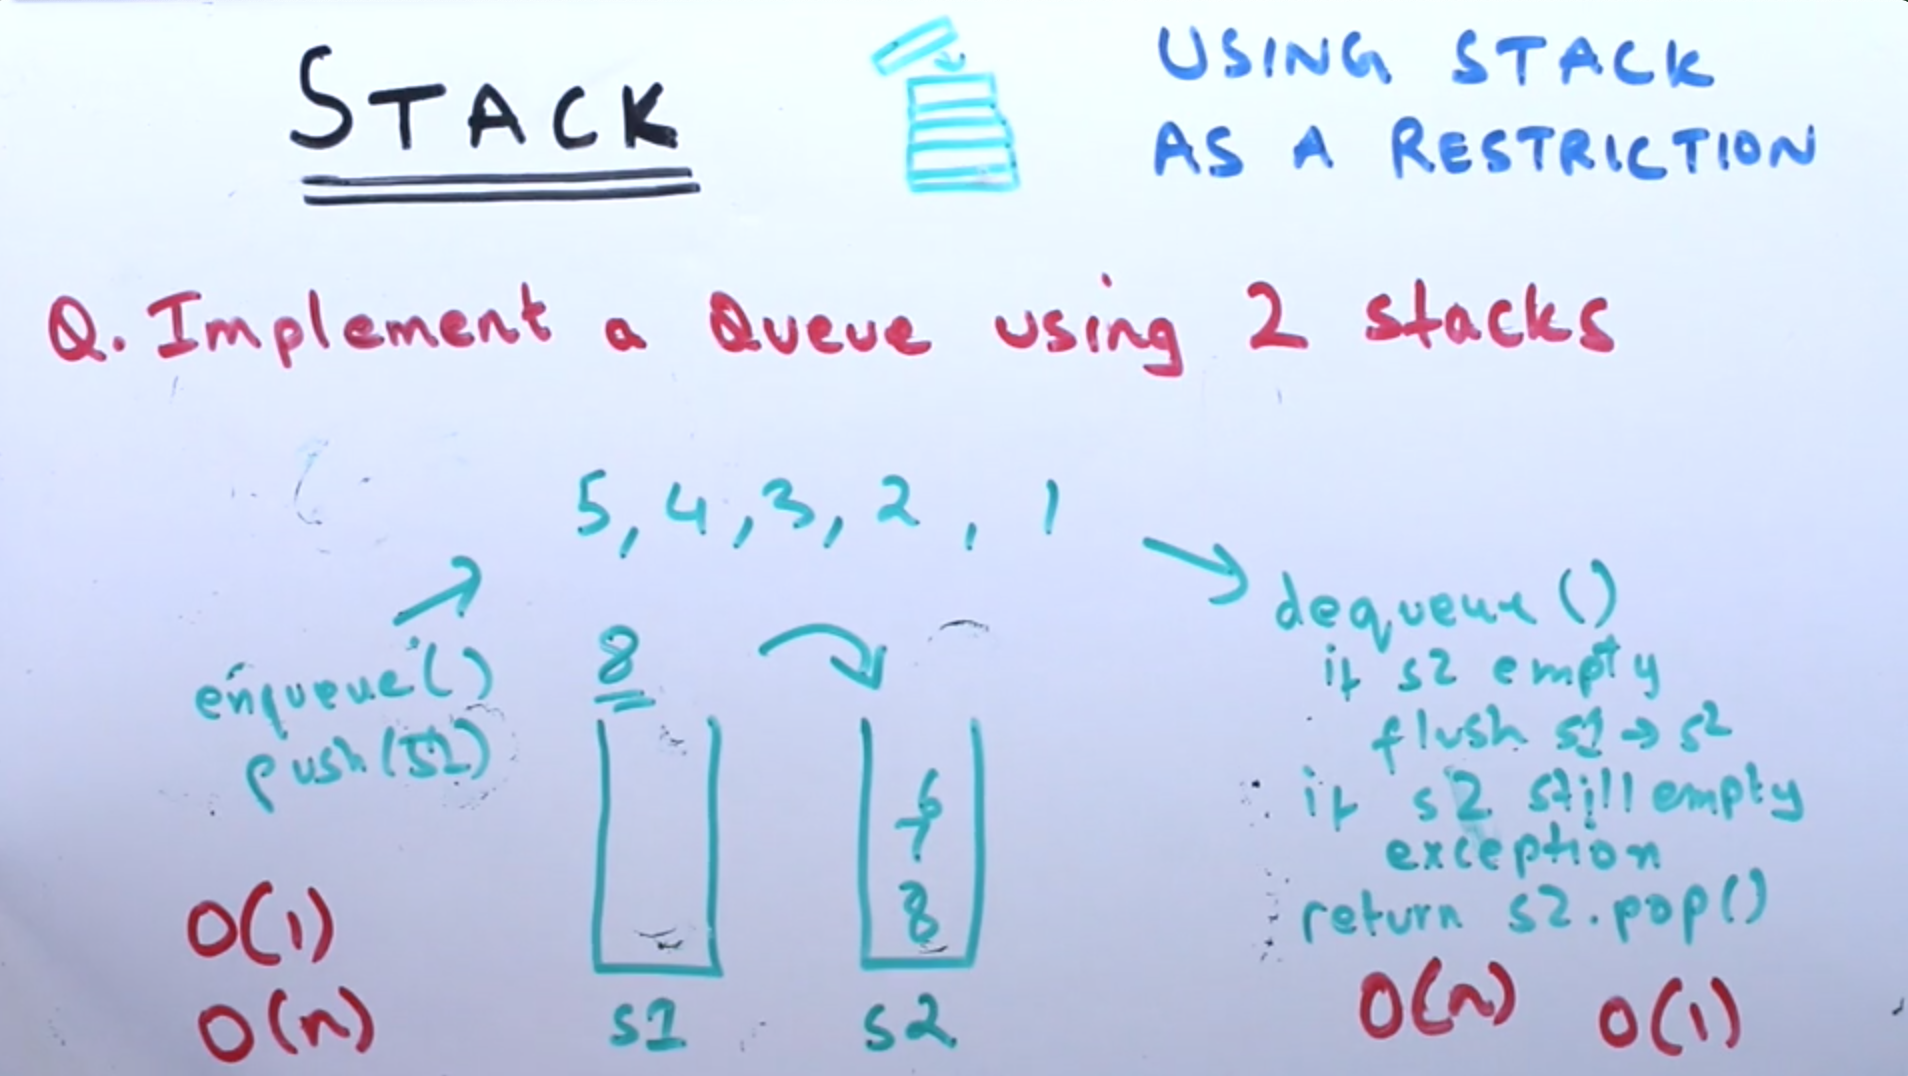 STACK
USING STACK
AS A RESTRICTION
Q. Implement a Queue using 2 stacks
5, 4, 3, 2, 1
enqueue()
push(S1)
8
dequeue()
if s2 empty
flush s1→s2
if s2 still empty
exception
return s2.pop()
6
7
8
O(1)
O(n)
s1
s2
O(n) O(1)